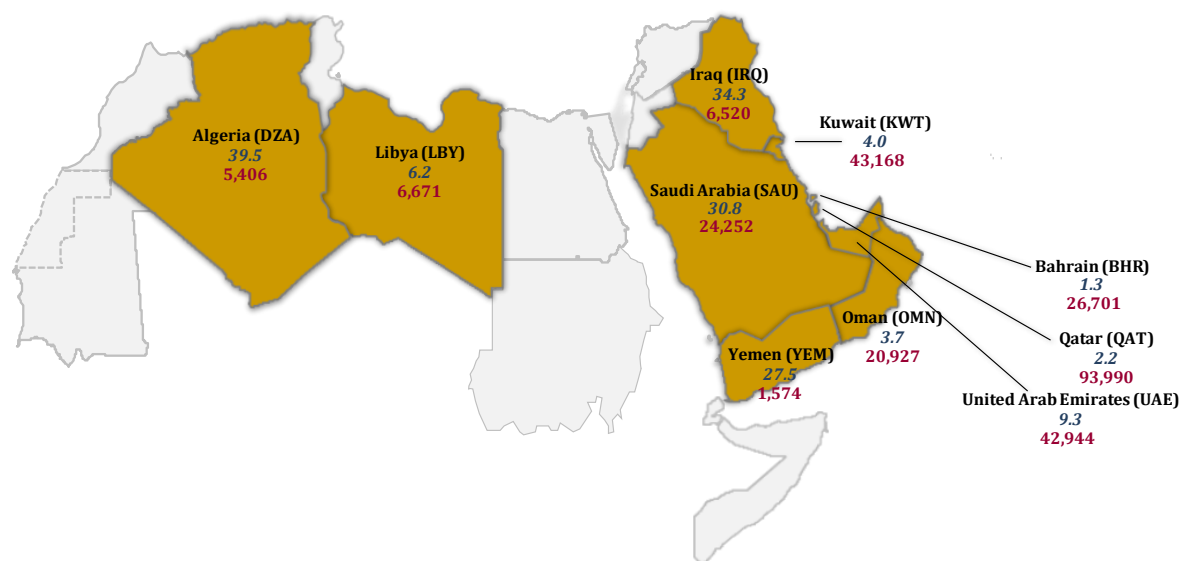 Algeria (DZA)
39.5
5,406
Libya (LBY)
6.2
6,671
Iraq (IRQ)
34.3
6,520
Kuwait (KWT)
4.0
43,168
Saudi Arabia (SAU)
30.8
24,252
Bahrain (BHR)
1.3
26,701
Oman (OMN)
3.7
20,927
Qatar (QAT)
2.2
93,990
Yemen (YEM)
27.5
1,574
United Arab Emirates (UAE)
9.3
42,944